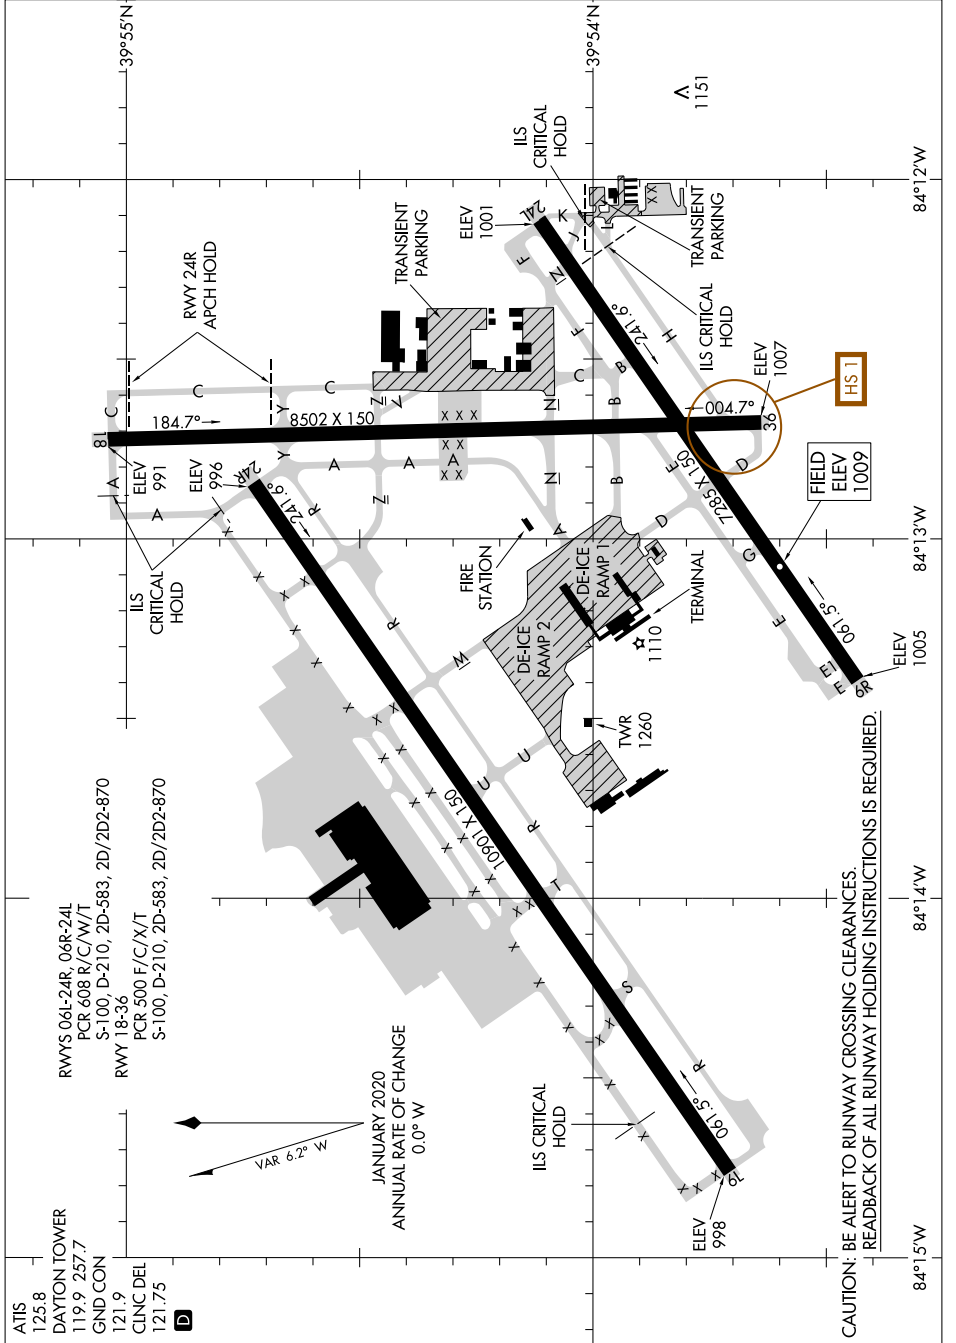 ATIS
125.8
DAYTON TOWER
119.9 257.7
GND CON
121.9
CLNC DEL
121.75
D
RWYS 06L-24R, 06R-24L
PCR 608 R/C/W/T
S-100, D-210, 2D-583, 2D/2D2-870
RWY 18-36
PCR 500 F/C/X/T
S-100, D-210, 2D-583, 2D/2D2-870
VAR 6.2° W
JANUARY 2020
ANNUAL RATE OF CHANGE
0.0° W
39°55'N
39°54'N
84°12'W
84°13'W
84°14'W
84°15'W
RWY 24R
APCH HOLD
TRANSIENT
PARKING
ILS
CRITICAL
HOLD
1151
ELEV
1001
24L
K
J
L
F
N
F
H
TRANSIENT
PARKING
ILS CRITICAL
HOLD
241.6°
C
C
C
C
18
184.7°
8502 X 150
004.7°
36
ELEV
1007
HS 1
ELEV
991
ELEV
996
24R
241.6°
A
A
A
A
A
A
Y
Y
Z
Z
Z
N
N
B
B
B
D
D
E
E
E
E1
G
7285 X 150
FIELD
ELEV
1009
061.5°
6R
ELEV
1005
ILS
CRITICAL
HOLD
FIRE
STATION
DE-ICE
RAMP 1
DE-ICE
RAMP 2
TERMINAL
1110
TWR
1260
R
R
R
R
W
U
U
T
S
10901 X 150
X X X
X X X
X X
ILS CRITICAL
HOLD
061.5°
6L
ELEV
998
CAUTION: BE ALERT TO RUNWAY CROSSING CLEARANCES.
READBACK OF ALL RUNWAY HOLDING INSTRUCTIONS IS REQUIRED.